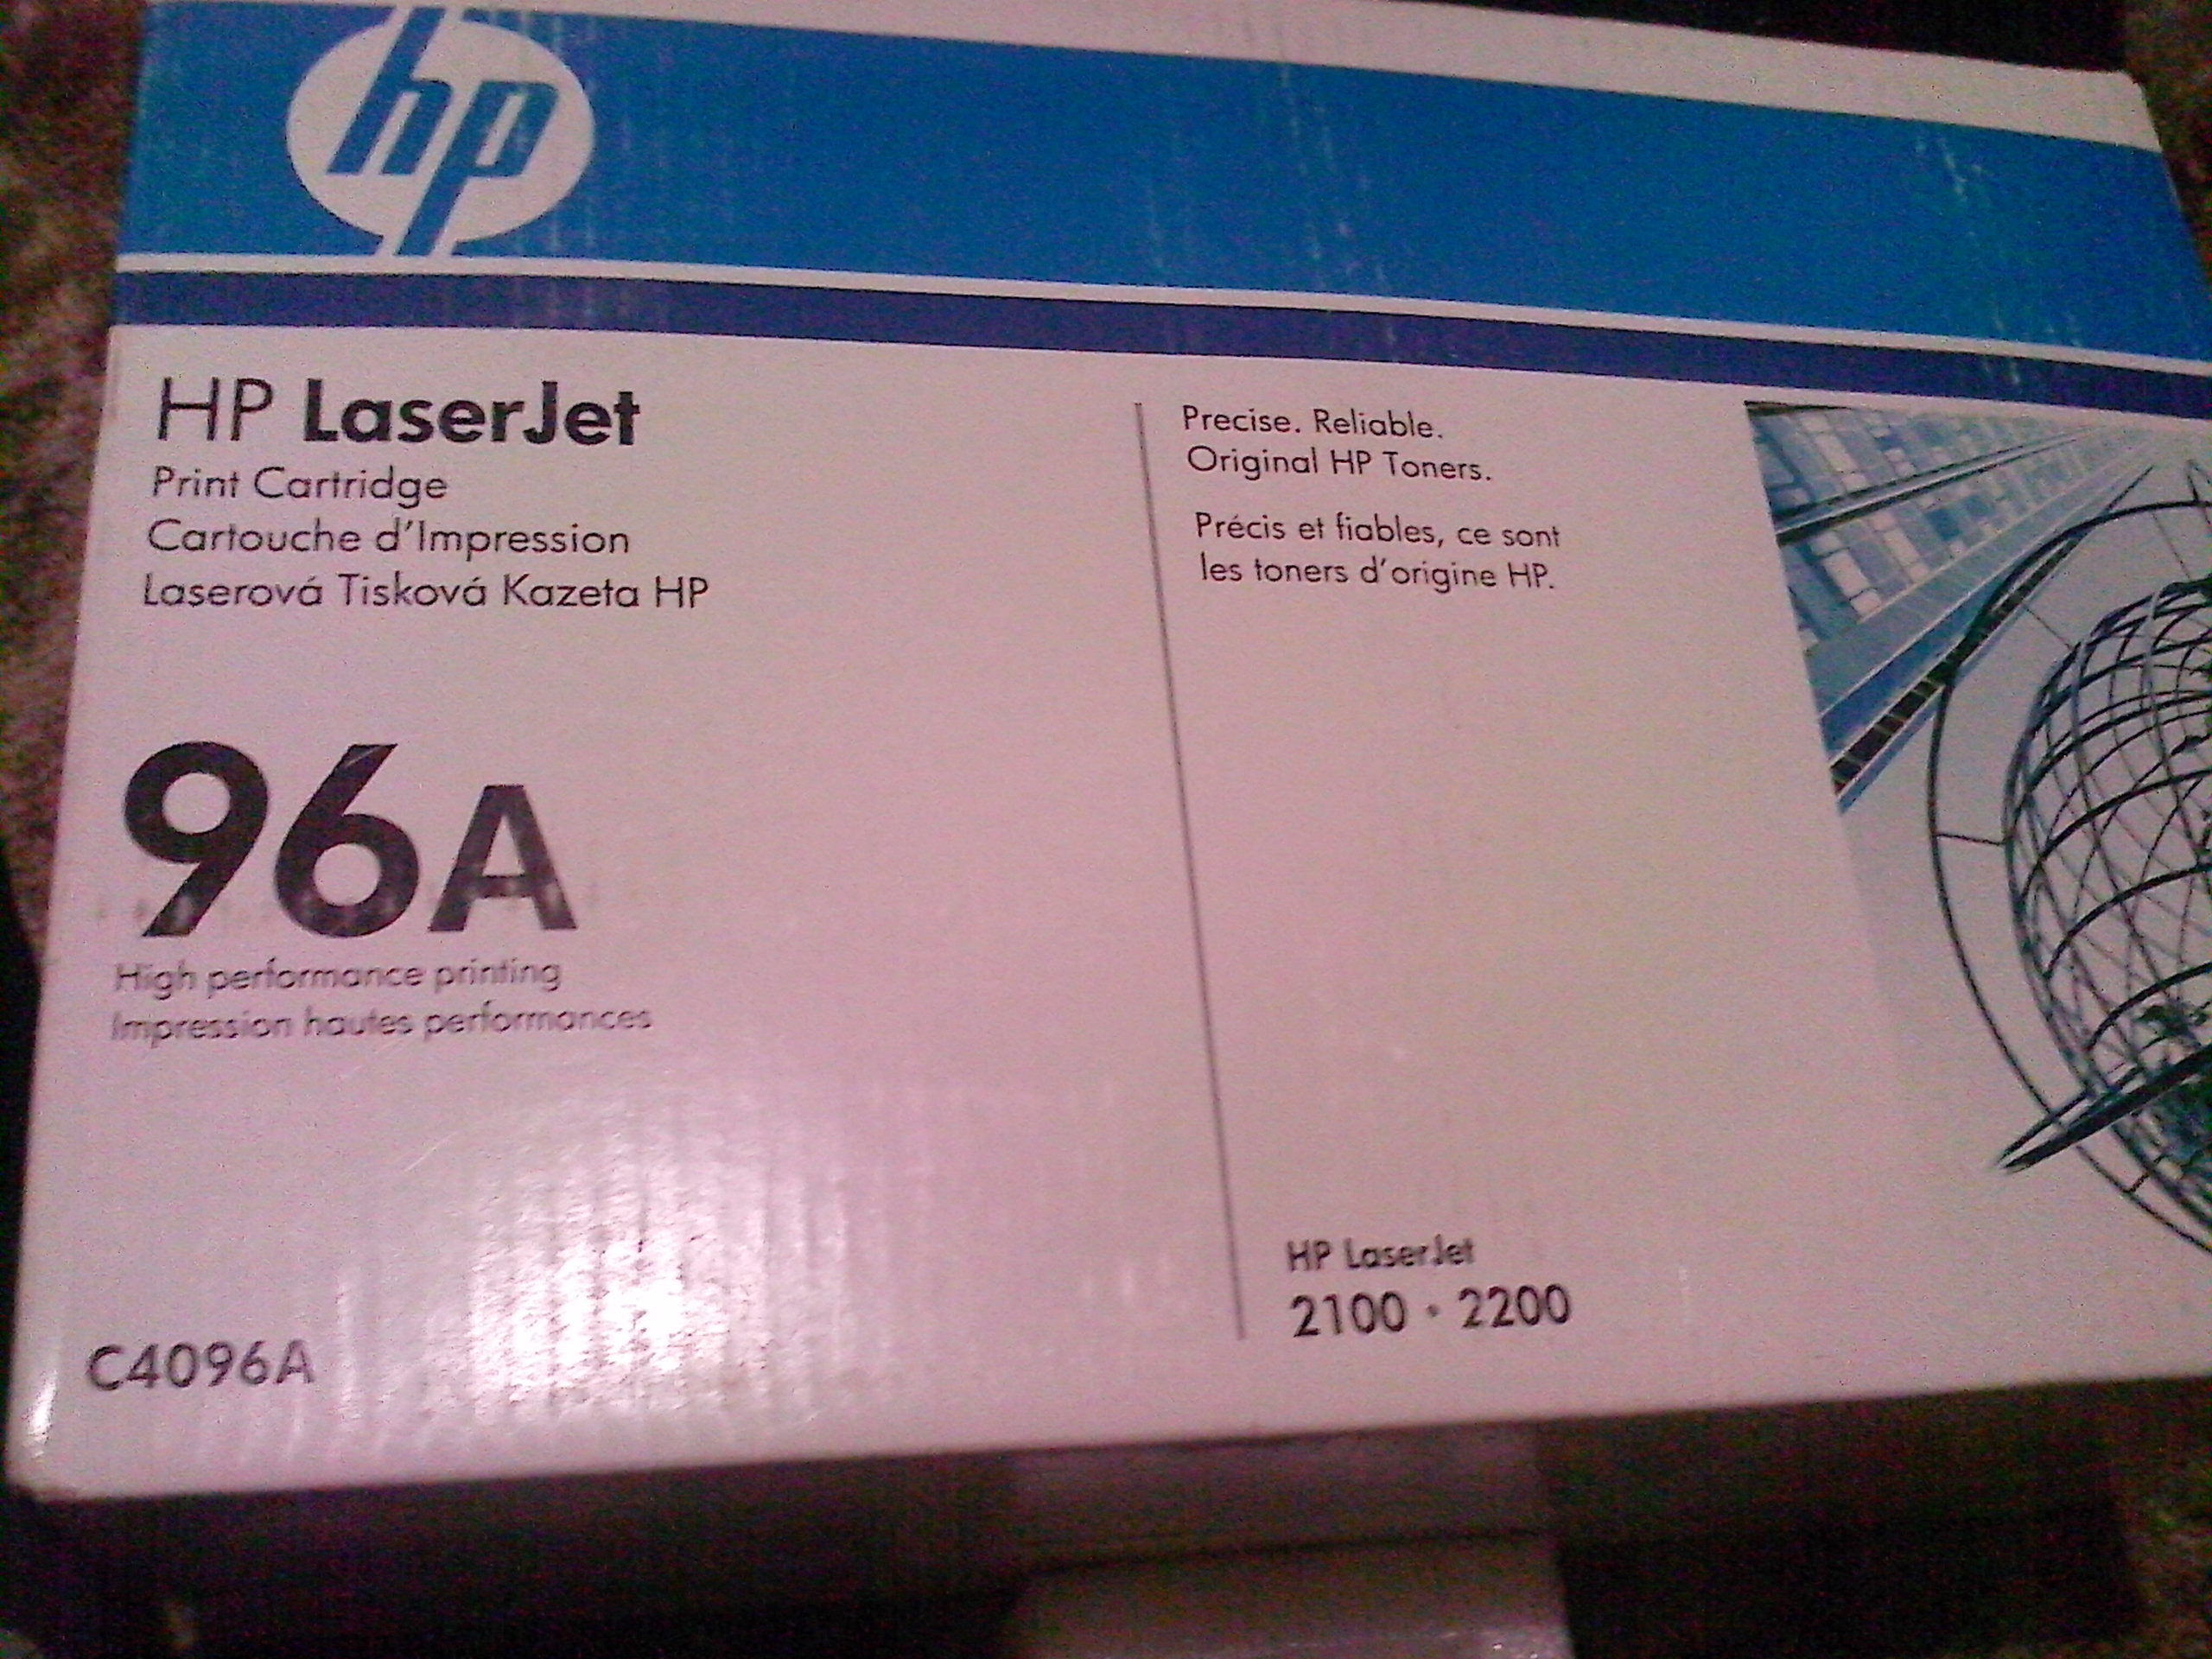 hp
HP LaserJet
Print Cartridge
Cartouche d'Impression
Laserová Tisková Kazeta HP
96A
High performance printing
Impression hautes performances
C4096A
Precise. Reliable.
Original HP Toners.
Précis et fiables, ce sont
les toners d'origine HP.
HP LaserJet
2100 • 2200